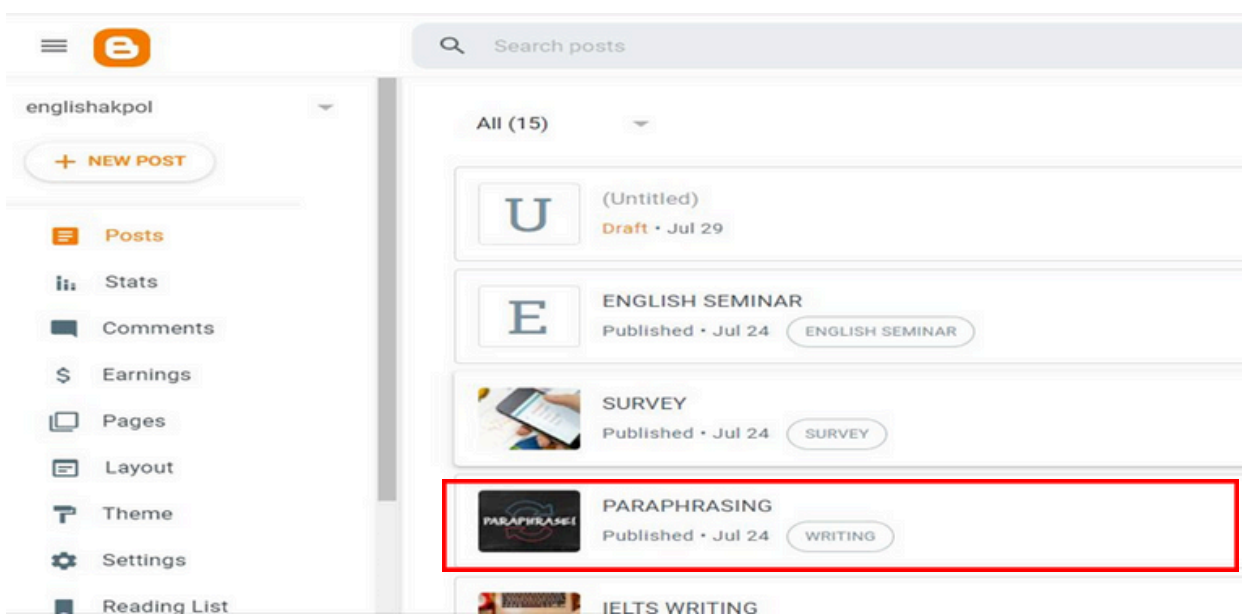 Search posts
englishakpol
+ NEW POST
Posts
Stats
Comments
$ Earnings
Pages
Layout
Theme
Settings
Reading List
All (15)
U
(Untitled)
Draft • Jul 29
E
ENGLISH SEMINAR
Published • Jul 24 ENGLISH SEMINAR
SURVEY
Published • Jul 24 SURVEY
PARAPHRASE!
PARAPHRASING
Published • Jul 24 WRITING
IELTS WRITING